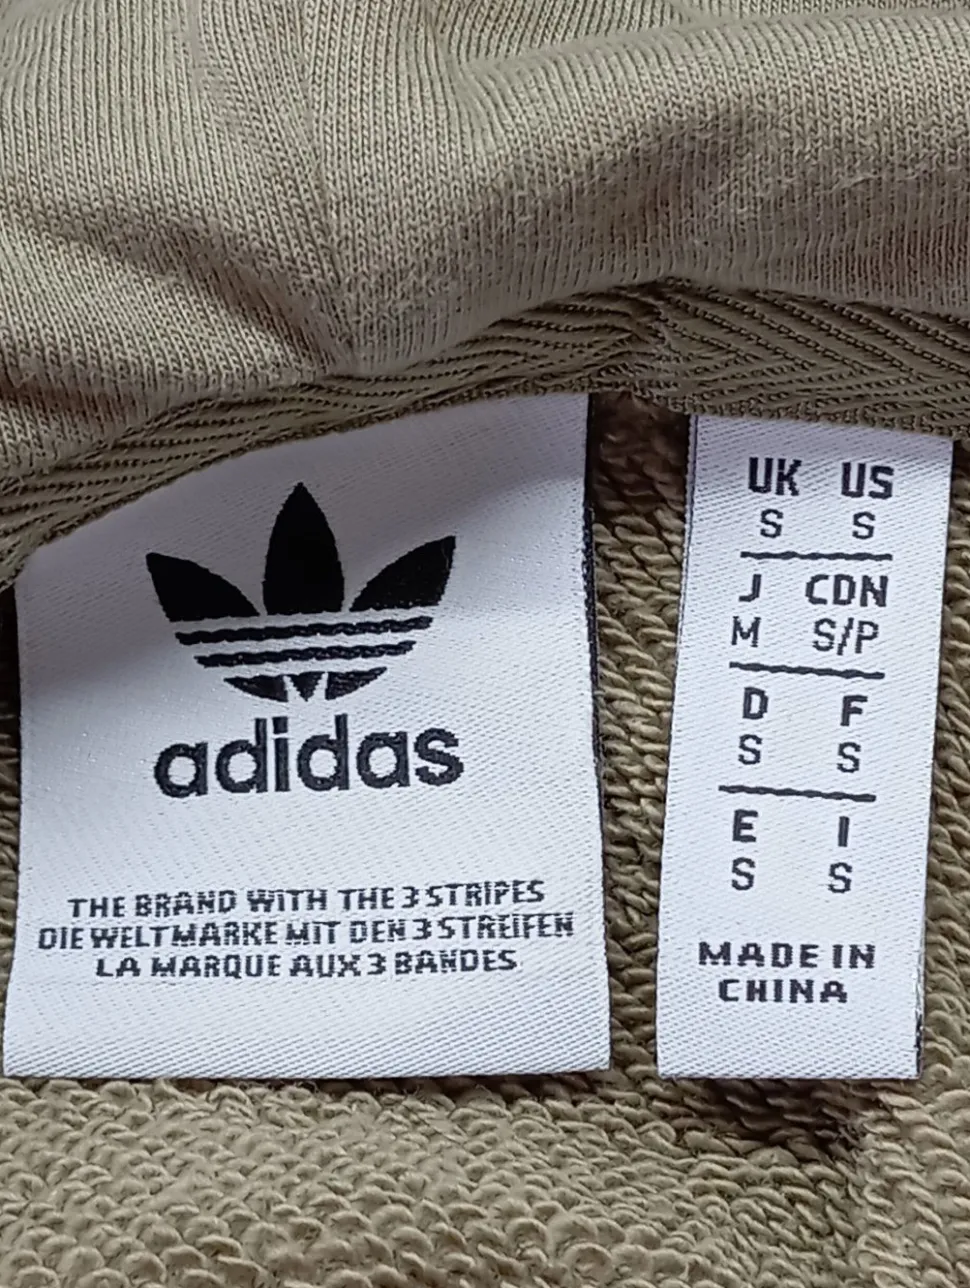 adidas
THE BRAND WITH THE 3 STRIPES
DIE WELTMARKE MIT DEN 3 STREIFEN
LA MARQUE AUX 3 BANDES
UK US
S S
J CDN
M S/P
D F
S S
E I
S S
MADE IN
CHINA